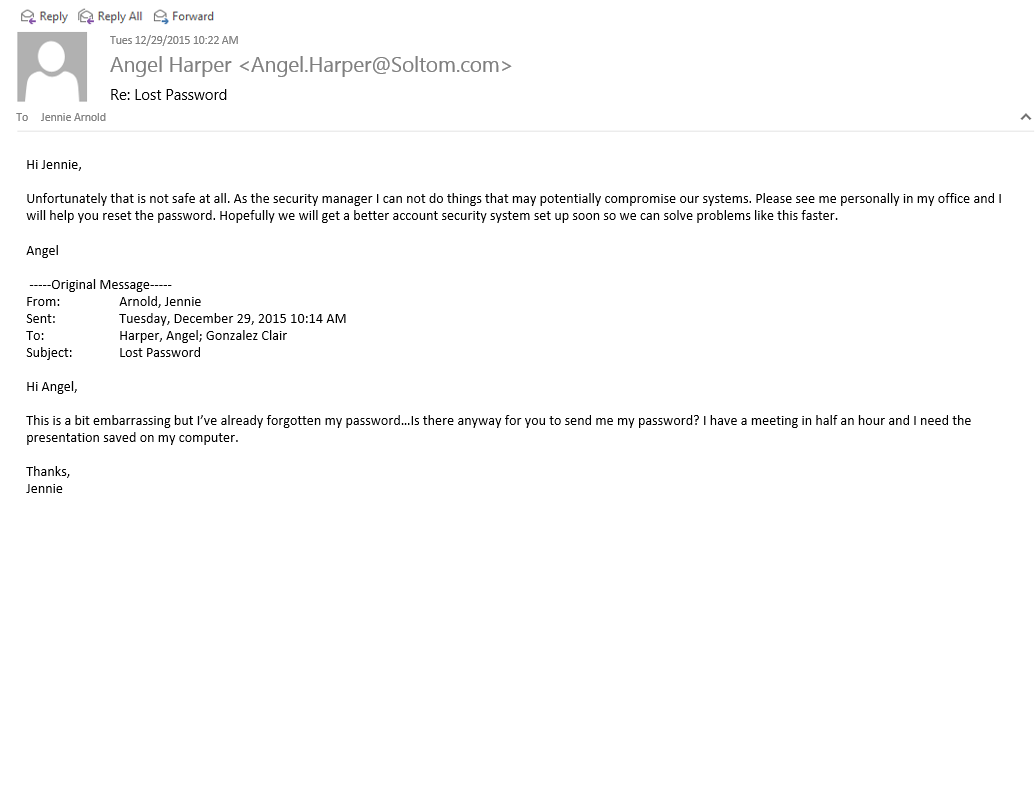 Reply Reply All Forward
Tues 12/29/2015 10:22 AM
Angel Harper <Angel.Harper@Soltom.com>
Re: Lost Password
To Jennie Arnold
Hi Jennie,
Unfortunately that is not safe at all. As the security manager I can not do things that may potentially compromise our systems. Please see me personally in my office and I
will help you reset the password. Hopefully we will get a better account security system set up soon so we can solve problems like this faster.
Angel
-----Original Message-----
From: Arnold, Jennie
Sent: Tuesday, December 29, 2015 10:14 AM
To: Harper, Angel; Gonzalez Clair
Subject: Lost Password
Hi Angel,
This is a bit embarrassing but I’ve already forgotten my password...Is there anyway for you to send me my password? I have a meeting in half an hour and I need the
presentation saved on my computer.
Thanks,
Jennie